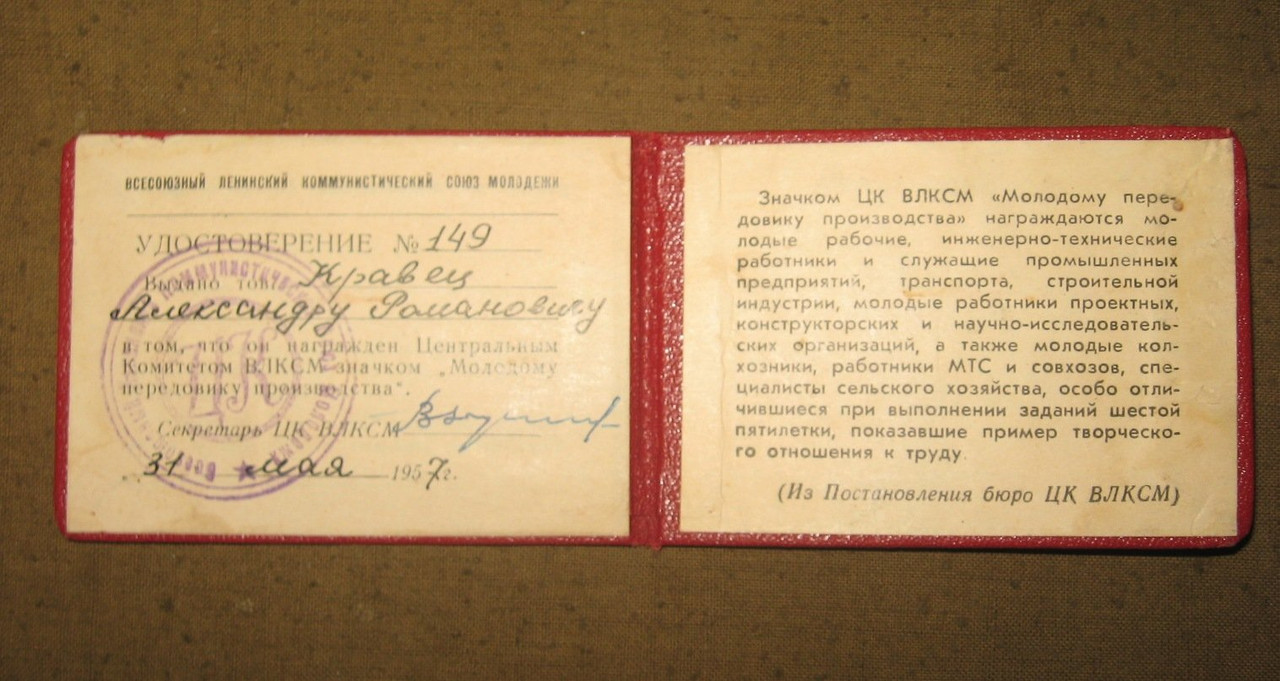 ВСЕСОЮЗНЫЙ ЛЕНИНСКИЙ КОММУНИСТИЧЕСКИЙ СОЮЗ МОЛОДЕЖИ
УДОСТОВЕРЕНИЕ № 149
Выдано тов. Кравец
Александру Романовичу
в том, что он награжден Центральным
Комитетом ВЛКСМ значком „Молодому
передовику производства“.
Секретарь ЦК ВЛКСМ
„31 мая 1957г.
Значком ЦК ВЛКСМ «Молодому пере-
довику производства» награждаются мо-
лодые рабочие, инженерно-технические
работники и служащие промышленных
предприятий, транспорта, строительной
индустрии, молодые работники проектных,
конструкторских и научно-исследователь-
ских организаций, а также молодые кол-
хозники, работники МТС и совхозов, спе-
циалисты сельского хозяйства, особо отли-
чившиеся при выполнении заданий шестой
пятилетки, показавшие пример творческо-
го отношения к труду
(Из Постановления бюро ЦК ВЛКСМ)